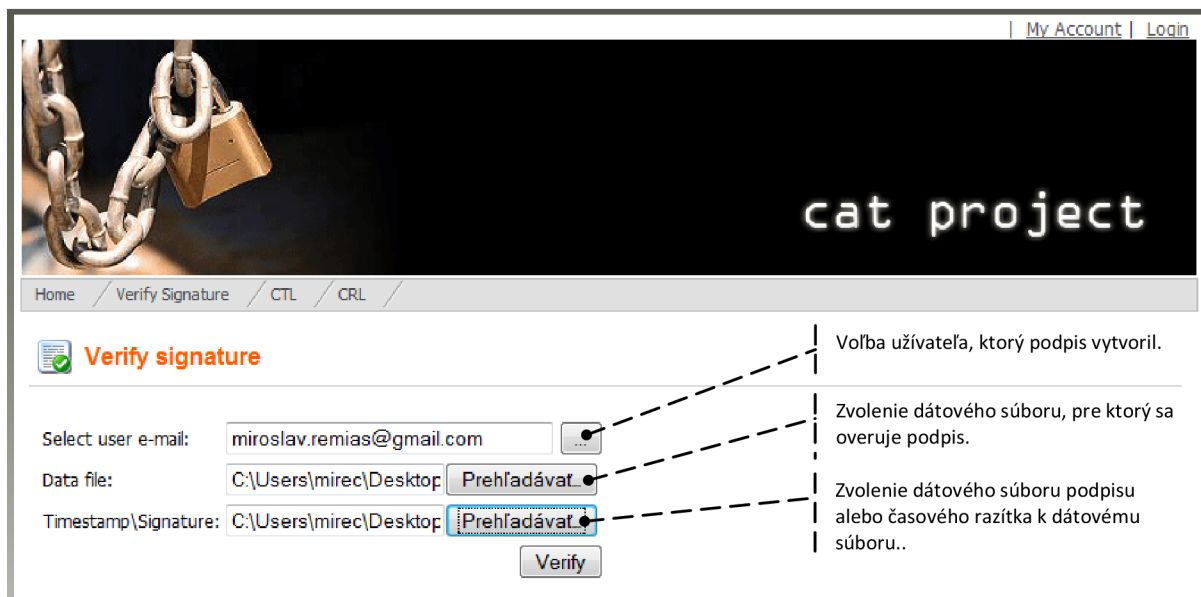 | My Account | Login
cat project
Home / Verify Signature / CTL / CRL /
Verify signature
Voľba užívateľa, ktorý podpis vytvoril.
Select user e-mail: miroslav.remias@gmail.com ...
Zvolenie dátového súboru, pre ktorý sa
overuje podpis.
Data file: C:\Users\mirec\Desktop Prehľadávať...
Zvolenie dátového súboru podpisu
alebo časového razítka k dátovému
súboru..
Timestamp\Signature: C:\Users\mirec\Desktop Prehľadávať...
Verify